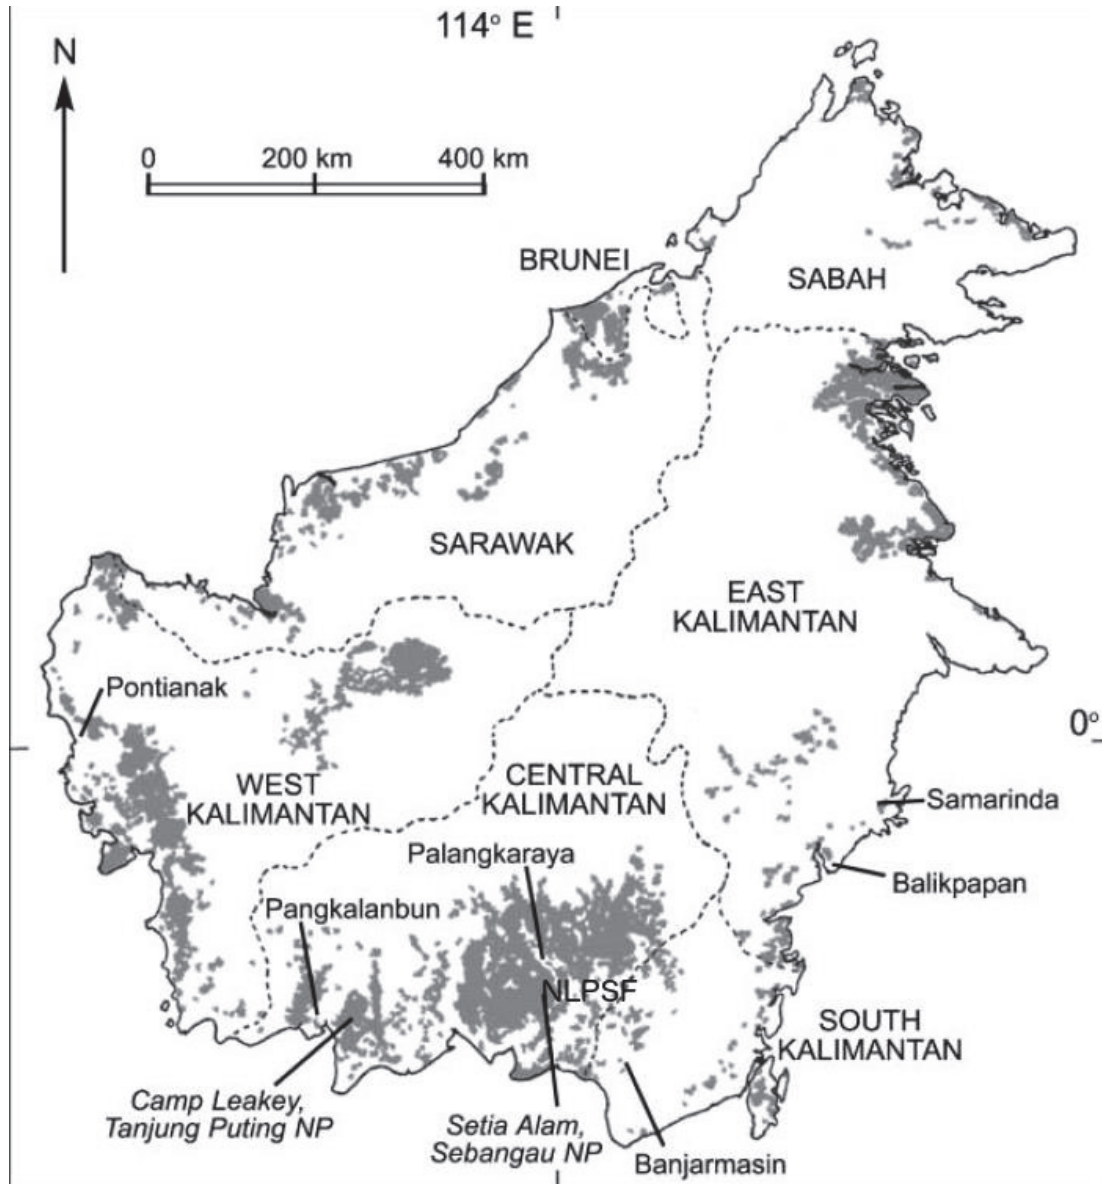 114° E
N
0 200 km 400 km
BRUNEI
SABAH
SARAWAK
EAST
KALIMANTAN
Pontianak
0°
WEST
KALIMANTAN
CENTRAL
KALIMANTAN
Samarinda
Palangkaraya
Balikpapan
Pangkalanbun
NLPSF
SOUTH
KALIMANTAN
Camp Leakey,
Tanjung Puting NP
Setia Alam,
Sebangau NP
Banjarmasin